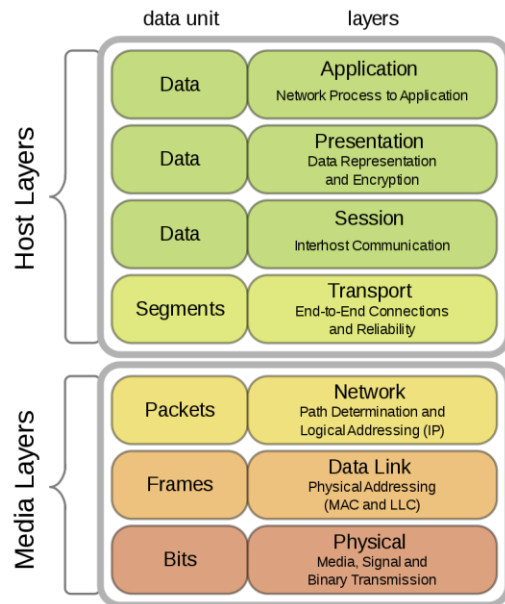 data unit layers
Host Layers
Data Application
Network Process to Application
Data Presentation
Data Representation
and Encryption
Data Session
Interhost Communication
Segments Transport
End-to-End Connections
and Reliability
Media Layers
Packets Network
Path Determination and
Logical Addressing (IP)
Frames Data Link
Physical Addressing
(MAC and LLC)
Bits Physical
Media, Signal and
Binary Transmission